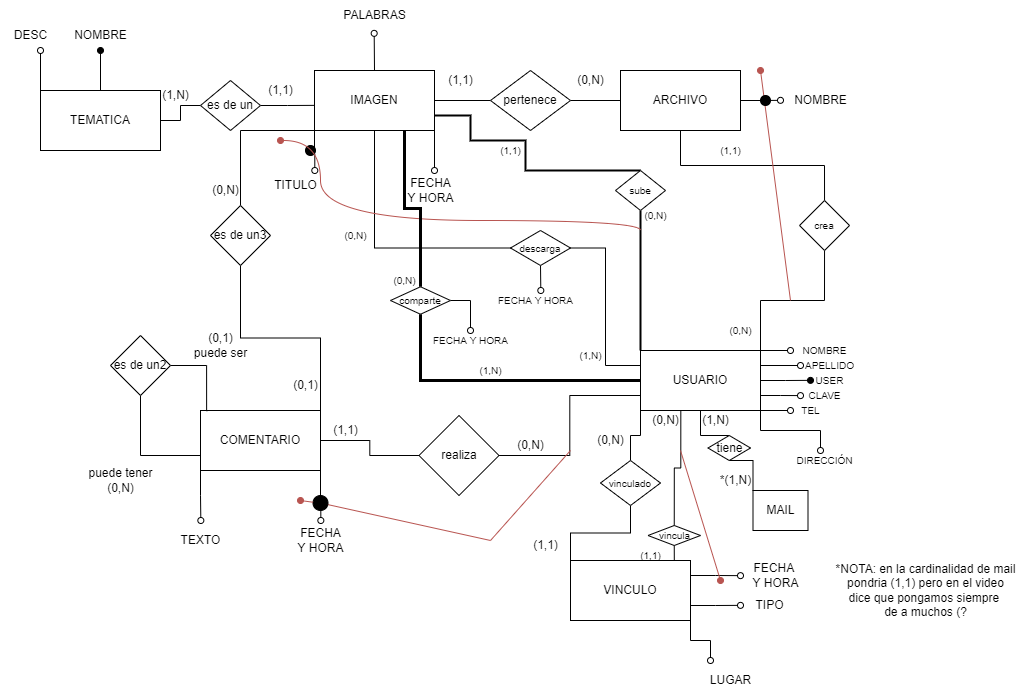 PALABRAS
DESC
NOMBRE
(1,N)
es de un
(1,1)
IMAGEN
(1,1)
pertenece
(0,N)
ARCHIVO
NOMBRE
TEMATICA
(1,1)
(1,1)
TITULO
FECHA
Y HORA
(0,N)
sube
(0,N)
crea
es de un3
(0,N)
descarga
(0,N)
comparte
FECHA Y HORA
FECHA Y HORA
(0,N)
(0,1)
puede ser
(1,N)
NOMBRE
es de un2
APELLIDO
(1,N)
USUARIO
USER
(0,1)
CLAVE
TEL
COMENTARIO
(1,1)
(0,N)
(0,N)
(0,N)
(1,N)
realiza
tiene
DIRECCIÓN
puede tener
(0,N)
vinculado
*(1,N)
MAIL
TEXTO
FECHA
Y HORA
(1,1)
vincula
(1,1)
VINCULO
FECHA
Y HORA
TIPO
LUGAR
*NOTA: en la cardinalidad de mail
pondria (1,1) pero en el video
dice que pongamos siempre
de a muchos (?